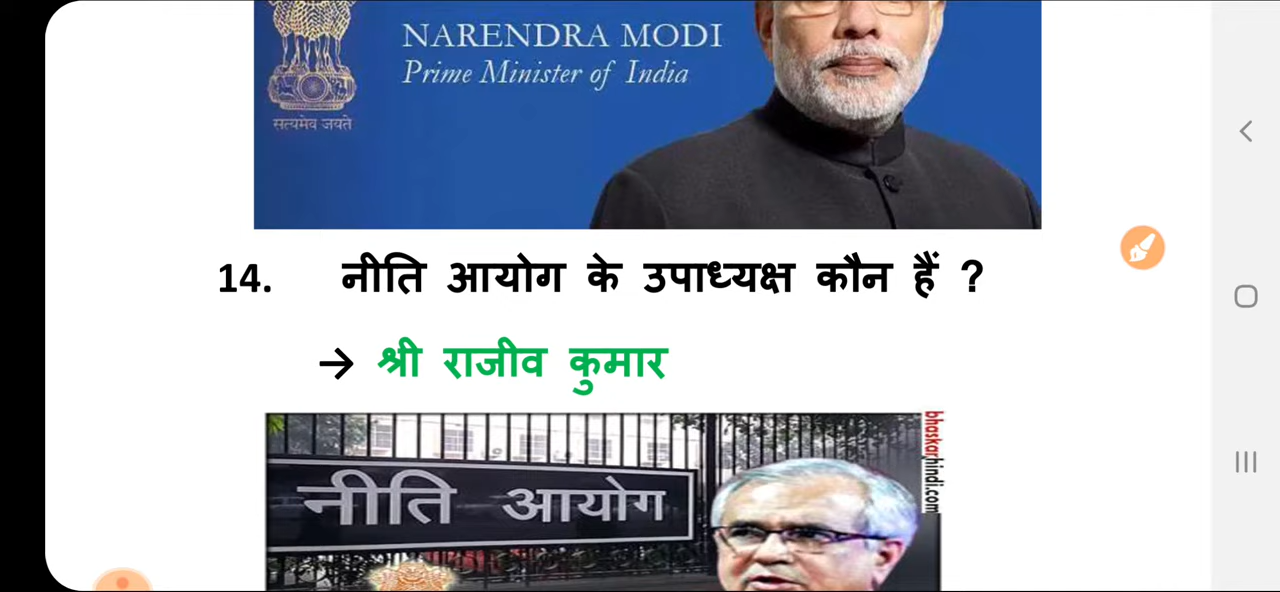 NARENDRA MODI
Prime Minister of India
सत्यमेव जयते
14. नीति आयोग के उपाध्यक्ष कौन हैं ?
→ श्री राजीव कुमार
bhaskarhindi.com
नीति आयोग